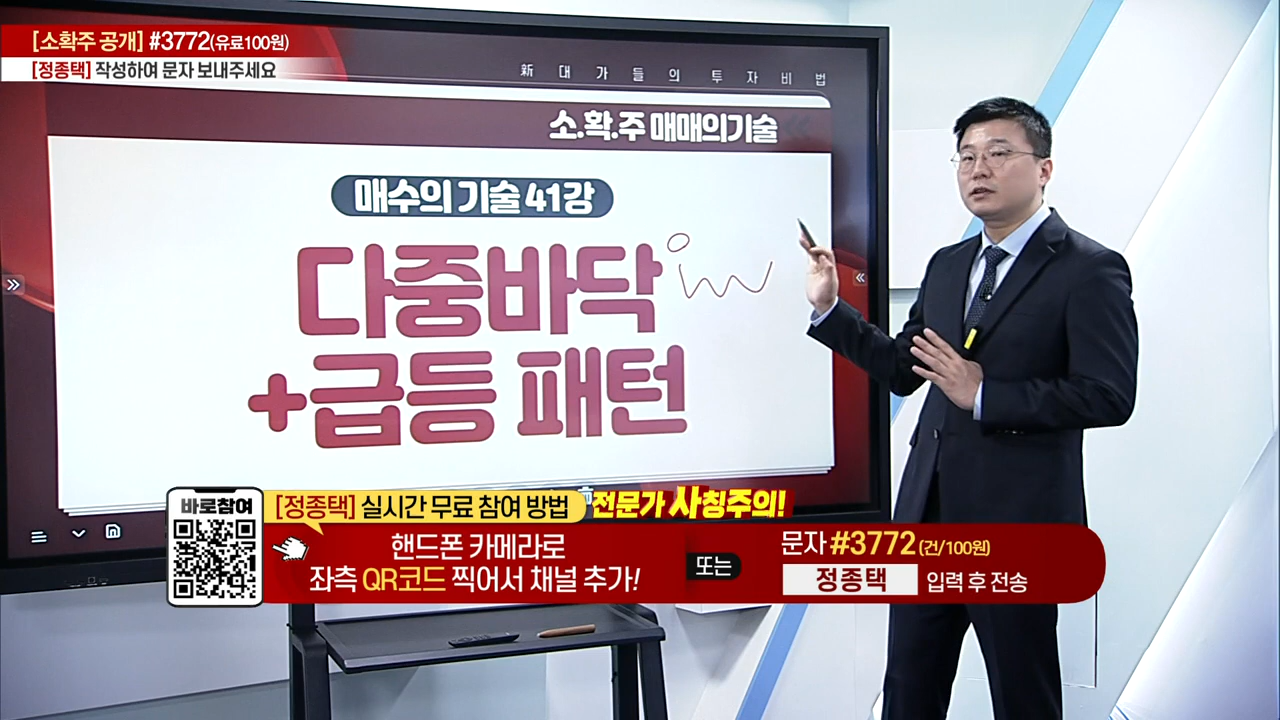 [소확주 공개] #3772(유료100원)
[정종택] 작성하여 문자 보내주세요
新 대 가 들 의 투 자 비 법
소.확.주 매매의기술
매수의 기술 41강
다중바닥
+급등 패턴
바로참여
[정종택] 실시간 무료 참여 방법
전문가 사칭주의!
핸드폰 카메라로
좌측 QR코드 찍어서 채널 추가!
또는
문자 #3772 (건/100원)
정종택 입력 후 전송